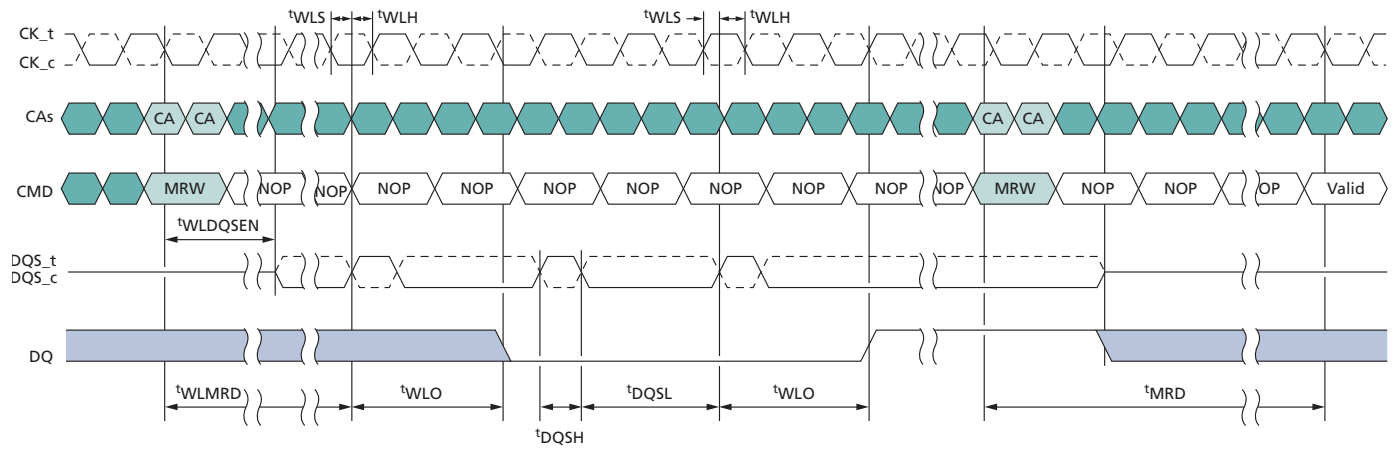 tWLS tWLH tWLS tWLH
CK_t
CK_c
CAs CA CA CA CA
CMD MRW NOP NOP NOP NOP NOP NOP NOP NOP NOP NOP MRW NOP NOP OP Valid
tWLDQSEN
DQS_t
DQS_c
DQ
tWLMRD tWLO tDQSL tWLO tMRD
tDQSH